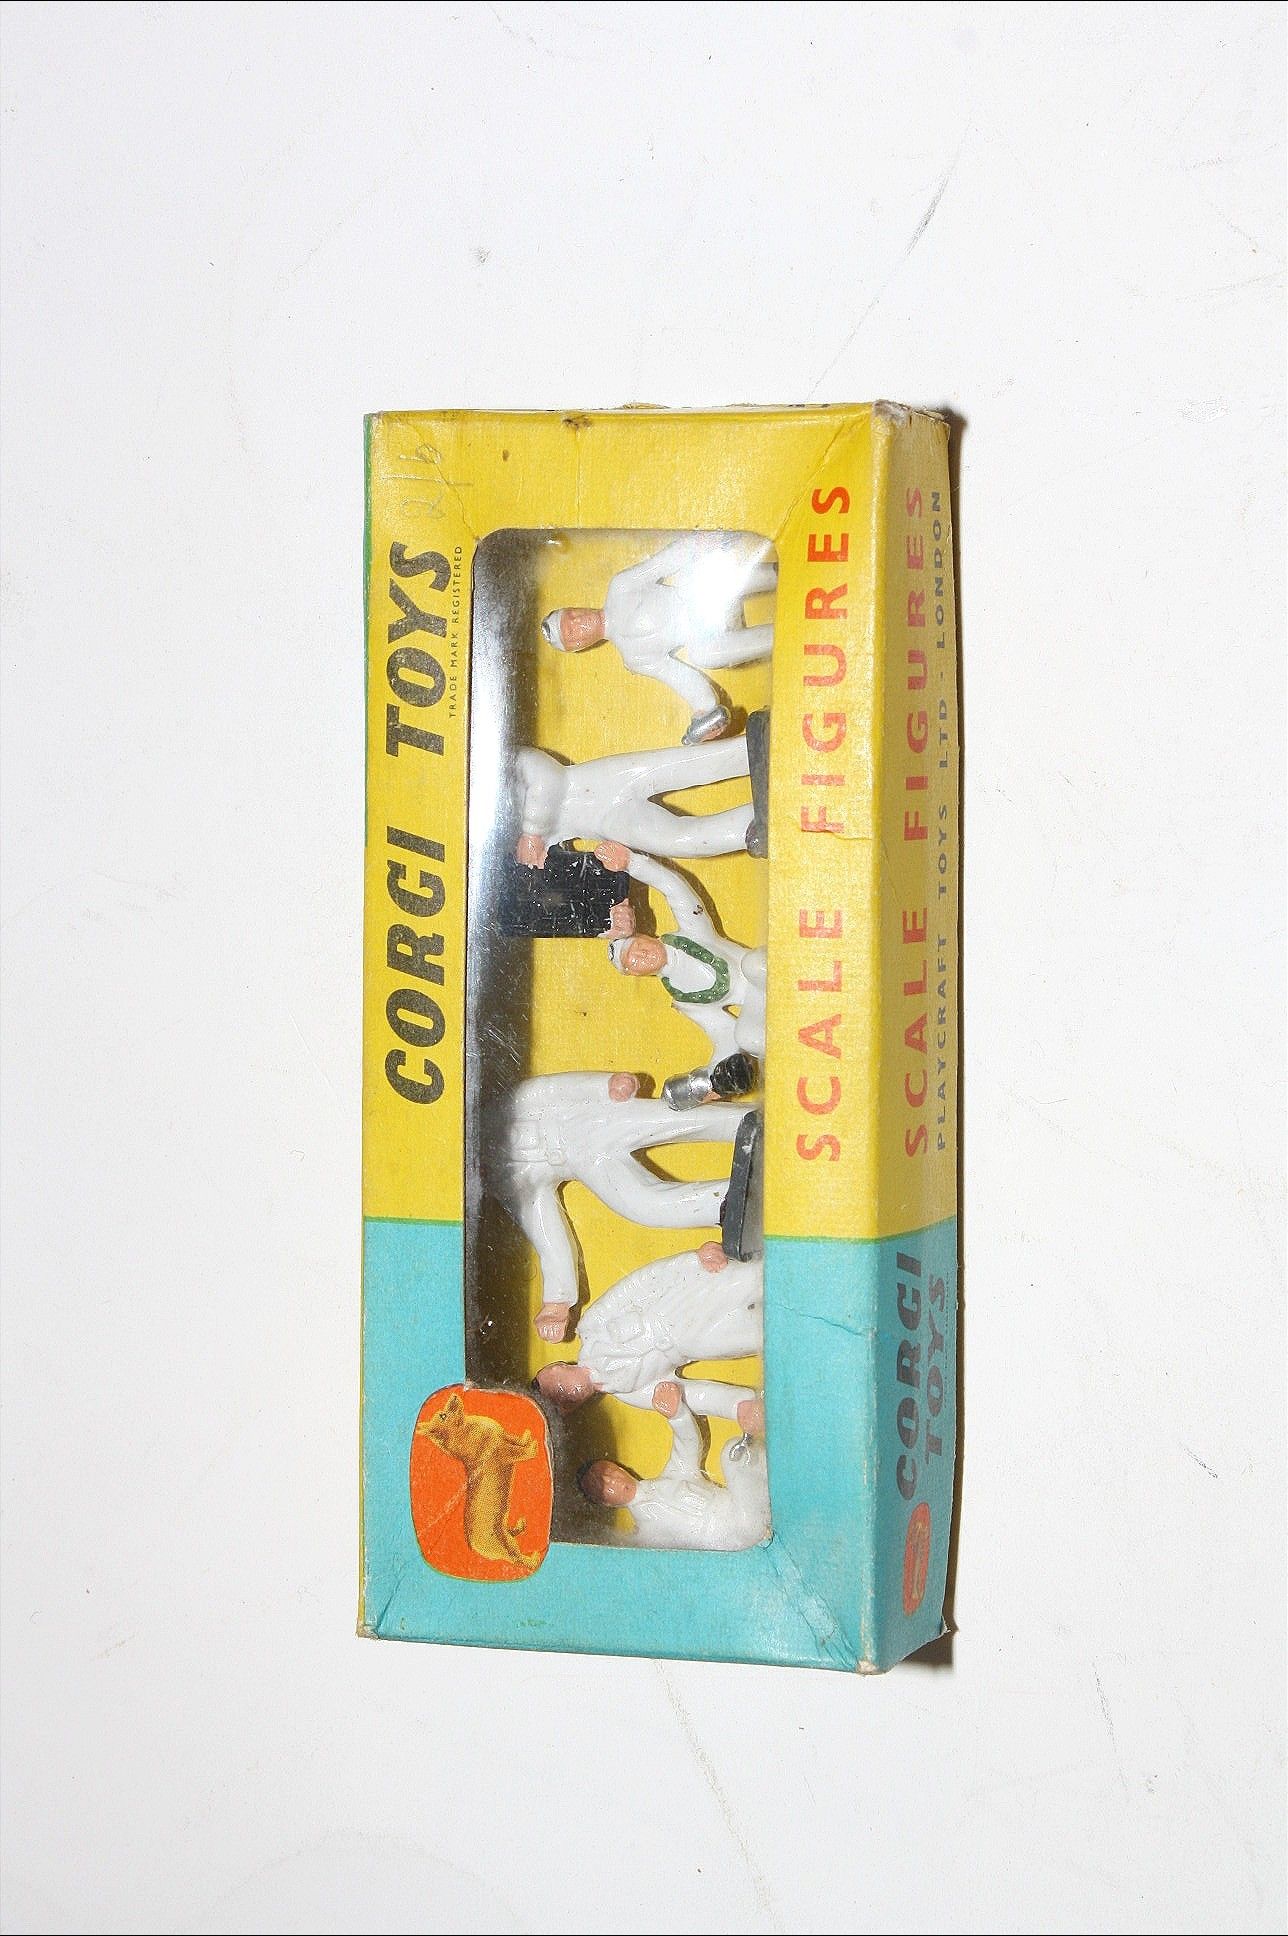 CORGI TOYS
2/6
TRADE MARK REGISTERED
SCALE FIGURES
SCALE FIGURES
PLAYCRAFT TOYS LTD - LONDON
CORGI
TOYS